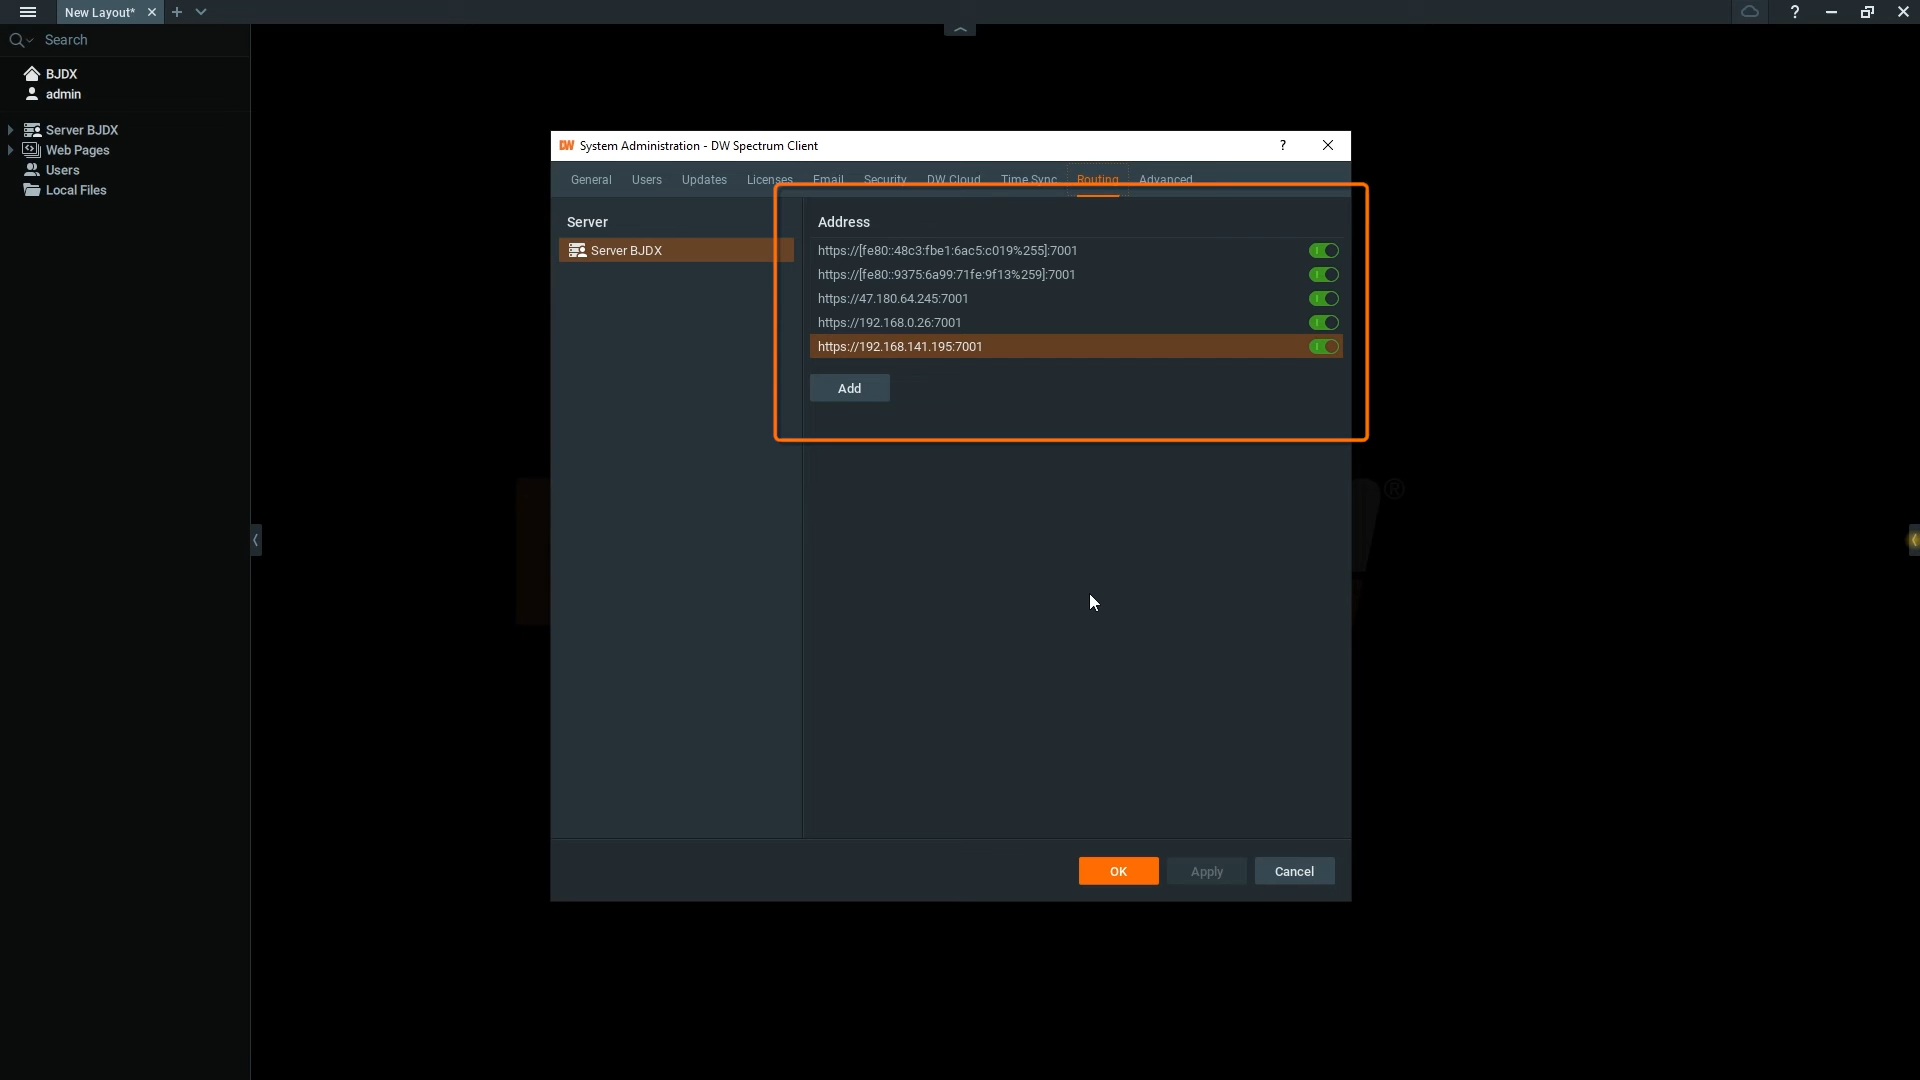 New Layout*
Search
BJDX
admin
Server BJDX
Web Pages
Users
Local Files
DW System Administration - DW Spectrum Client
?
General Users Updates Licenses Email Security DW Cloud Time Sync Routing Advanced
Server
Server BJDX
Address
https://[fe80::48c3:fbe1:6ac5:c019%255]:7001
https://[fe80::9375:6a99:71fe:9f13%259]:7001
https://47.180.64.245:7001
https://192.168.0.26:7001
https://192.168.141.195:7001
Add
®
OK Apply Cancel